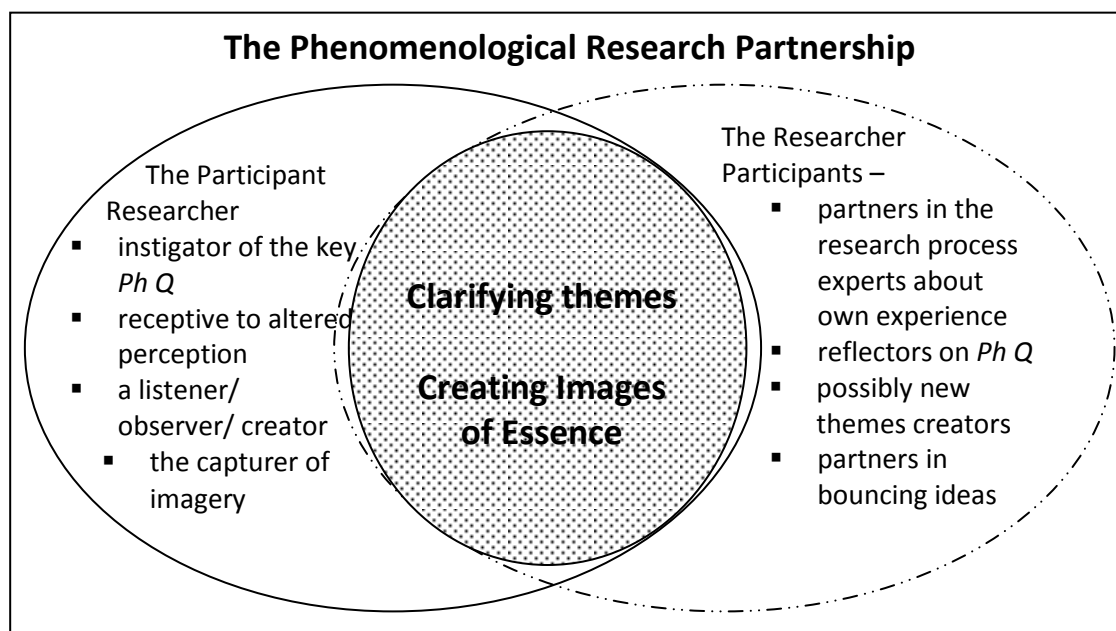 The Phenomenological Research Partnership
The Participant
Researcher
▪ instigator of the key
Ph Q
▪ receptive to altered
perception
▪ a listener/
observer/ creator
▪ the capturer of
imagery
Clarifying themes
Creating Images
of Essence
The Researcher
Participants –
▪ partners in the
research process
experts about
own experience
▪ reflectors on Ph Q
▪ possibly new
themes creators
▪ partners in
bouncing ideas